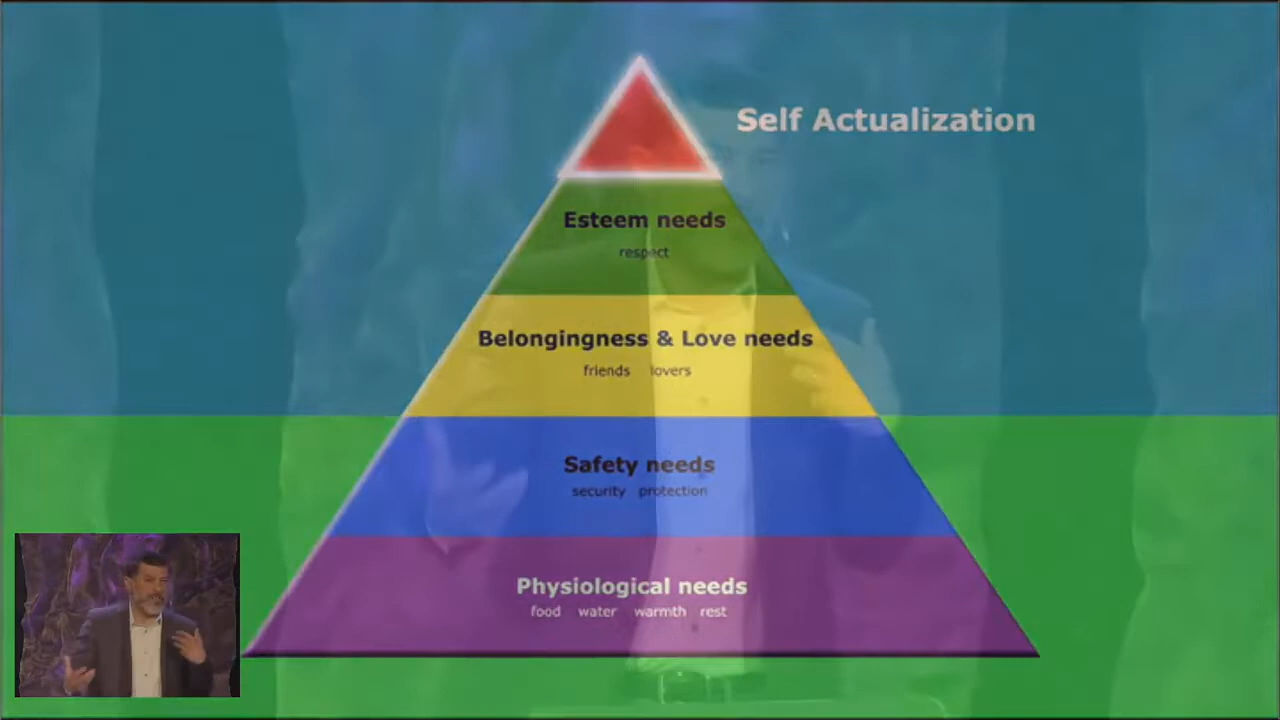 Self Actualization
Esteem needs
respect
Belongingness & Love needs
friends lovers
Safety needs
security protection
Physiological needs
food water warmth rest